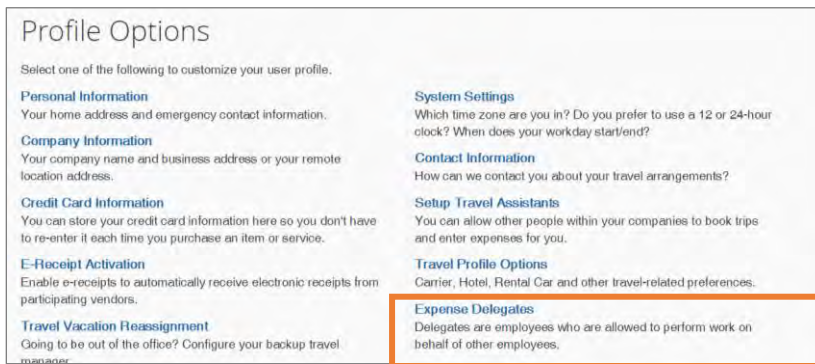 Profile Options
Select one of the following to customize your user profile.
Personal Information
Your home address and emergency contact information.
Company Information
Your company name and business address or your remote
location address.
Credit Card Information
You can store your credit card information here so you don't have
to re-enter it each time you purchase an item or service.
E-Receipt Activation
Enable e-receipts to automatically receive electronic receipts from
participating vendors.
Travel Vacation Reassignment
Going to be out of the office? Configure your backup travel
manager
System Settings
Which time zone are you in? Do you prefer to use a 12 or 24-hour
clock? When does your workday start/end?
Contact Information
How can we contact you about your travel arrangements?
Setup Travel Assistants
You can allow other people within your companies to book trips
and enter expenses for you.
Travel Profile Options
Carrier, Hotel, Rental Car and other travel-related preferences.
Expense Delegates
Delegates are employees who are allowed to perform work on
behalf of other employees.